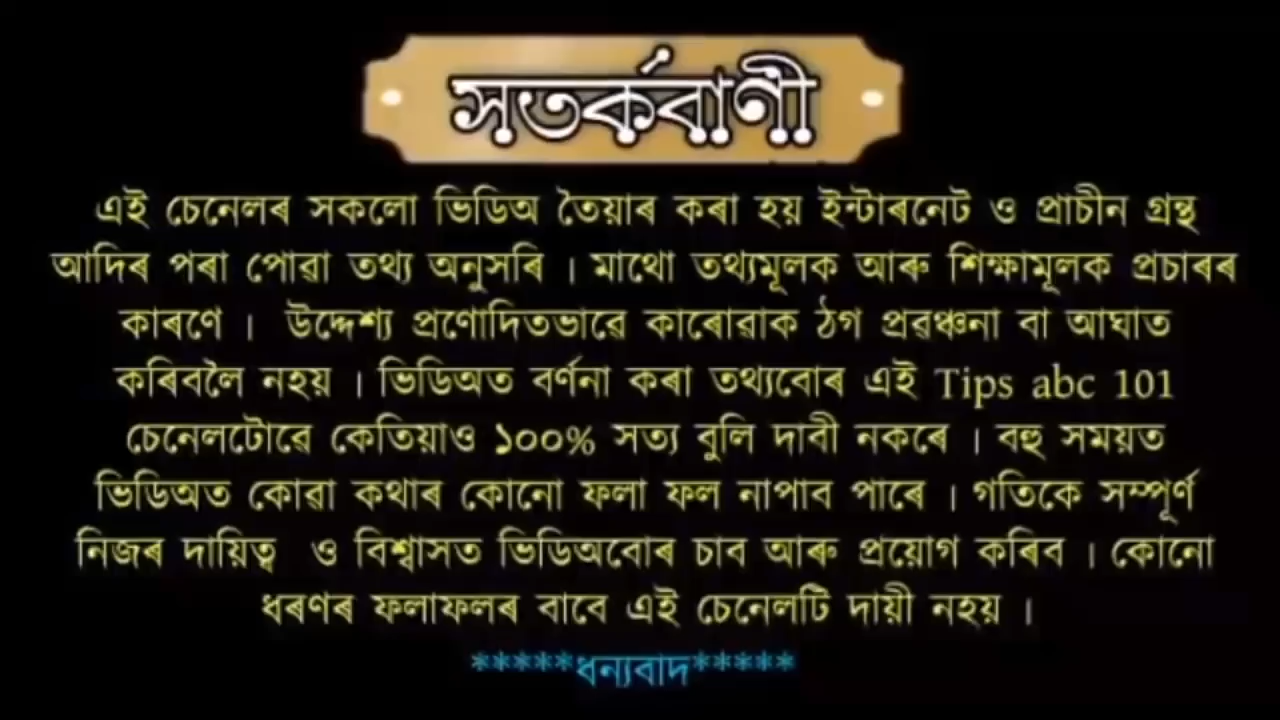 সতৰ্কবাণী
এই চেনেলৰ সকলো ভিডিঅ তৈয়াৰ কৰা হয় ইন্টাৰনেট ও প্ৰাচীন গ্ৰন্থ
আদিৰ পৰা পোৱা তথ্য অনুসৰি । মাথো তথ্যমূলক আৰু শিক্ষামূলক প্ৰচাৰৰ
কাৰণে । উদ্দেশ্য প্ৰণোদিতভাৱে কাৰোৱাক ঠগ প্ৰৱঞ্চনা বা আঘাত
কৰিবলৈ নহয় । ভিডিঅত বৰ্ণনা কৰা তথ্যবোৰ এই Tips abc 101
চেনেলটোৱে কেতিয়াও ১০০% সত্য বুলি দাবী নকৰে । বহু সময়ত
ভিডিঅত কোৱা কথাৰ কোনো ফলা ফল নাপাব পাৰে । গতিকে সম্পূৰ্ণ
নিজৰ দায়িত্ব ও বিশ্বাসত ভিডিঅবোৰ চাব আৰু প্ৰয়োগ কৰিব । কোনো
ধৰণৰ ফলাফলৰ বাবে এই চেনেলটি দায়ী নহয় ।
*****ধন্যবাদ*****